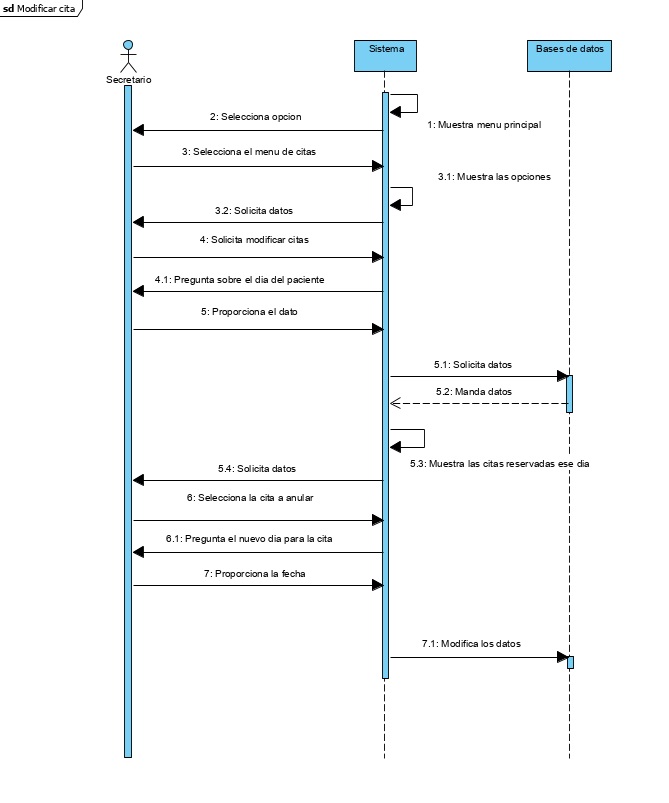 sd Modificar cita
Sistema
Bases de datos
Secretario
2: Selecciona opcion
1: Muestra menu principal
3: Selecciona el menu de citas
3.1: Muestra las opciones
3.2: Solicita datos
4: Solicita modificar citas
4.1: Pregunta sobre el dia del paciente
5: Proporciona el dato
5.1: Solicita datos
5.2: Manda datos
5.3: Muestra las citas reservadas ese dia
5.4: Solicita datos
6: Selecciona la cita a anular
6.1: Pregunta el nuevo dia para la cita
7: Proporciona la fecha
7.1: Modifica los datos